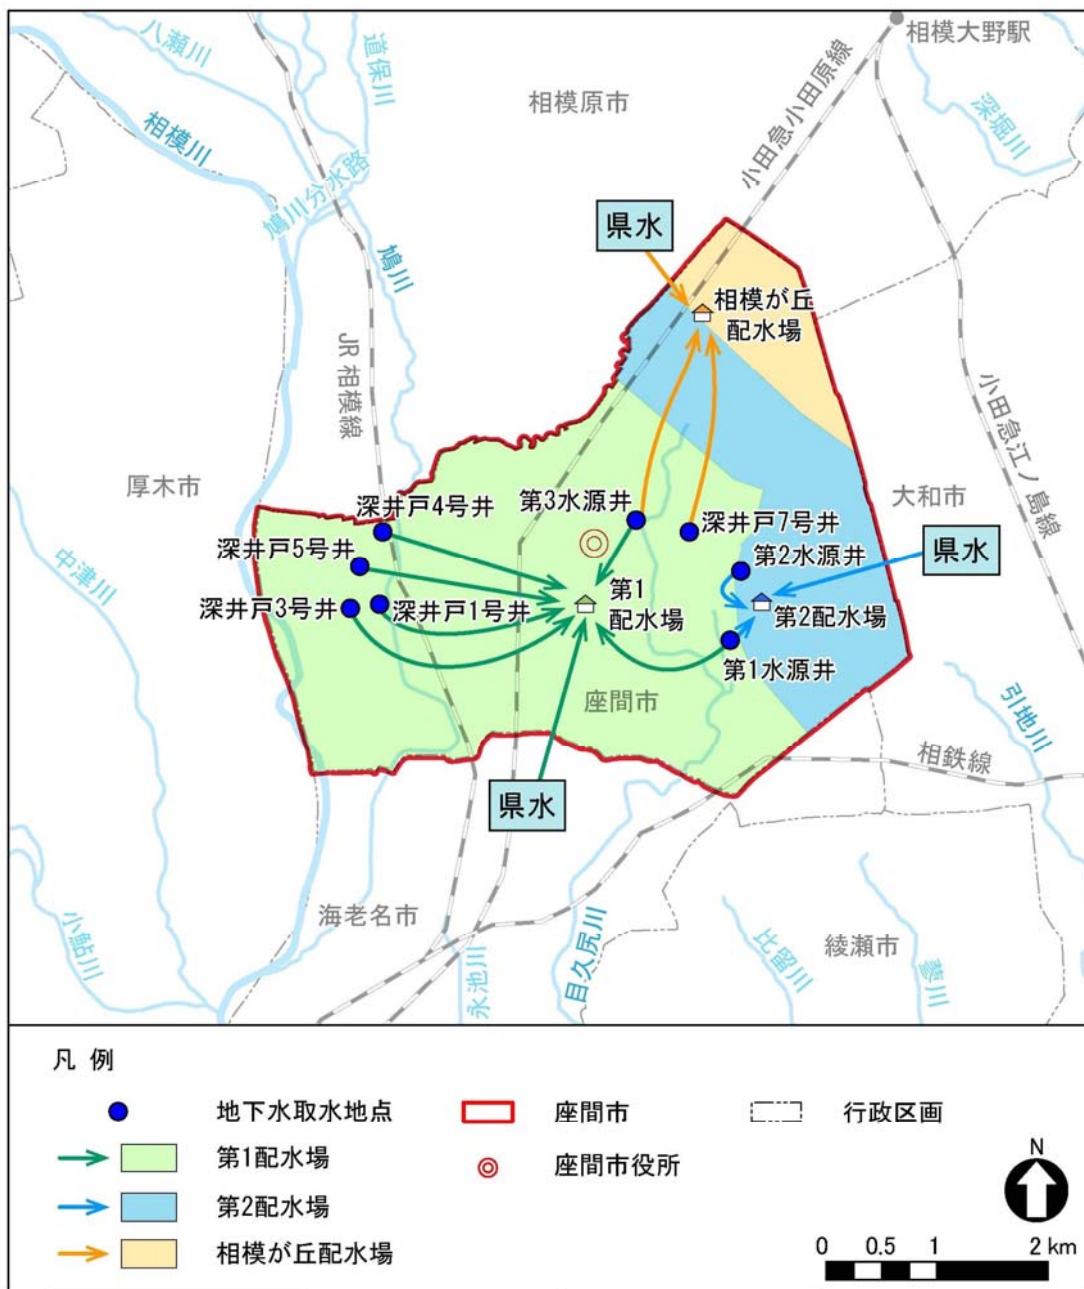 相模大野駅
八瀬川
道保川
相模原市
小田急小田原線
深堀川
相模川
鳩川分水路
鳩川
県水
相模が丘
配水場
JR相模線
小田急江ノ島線
厚木市
大和市
中津川
深井戸4号井
第3水源井
深井戸7号井
深井戸5号井
第2水源井
県水
深井戸3号井
深井戸1号井
第1
配水場
第2配水場
第1水源井
座間市
引地川
相鉄線
県水
海老名市
小鮎川
永池川
目久尻川
比留川
綾瀬市
蓼川
凡 例
地下水取水地点
座間市
行政区画
第1配水場
座間市役所
第2配水場
相模が丘配水場
N
0 0.5 1 2 km